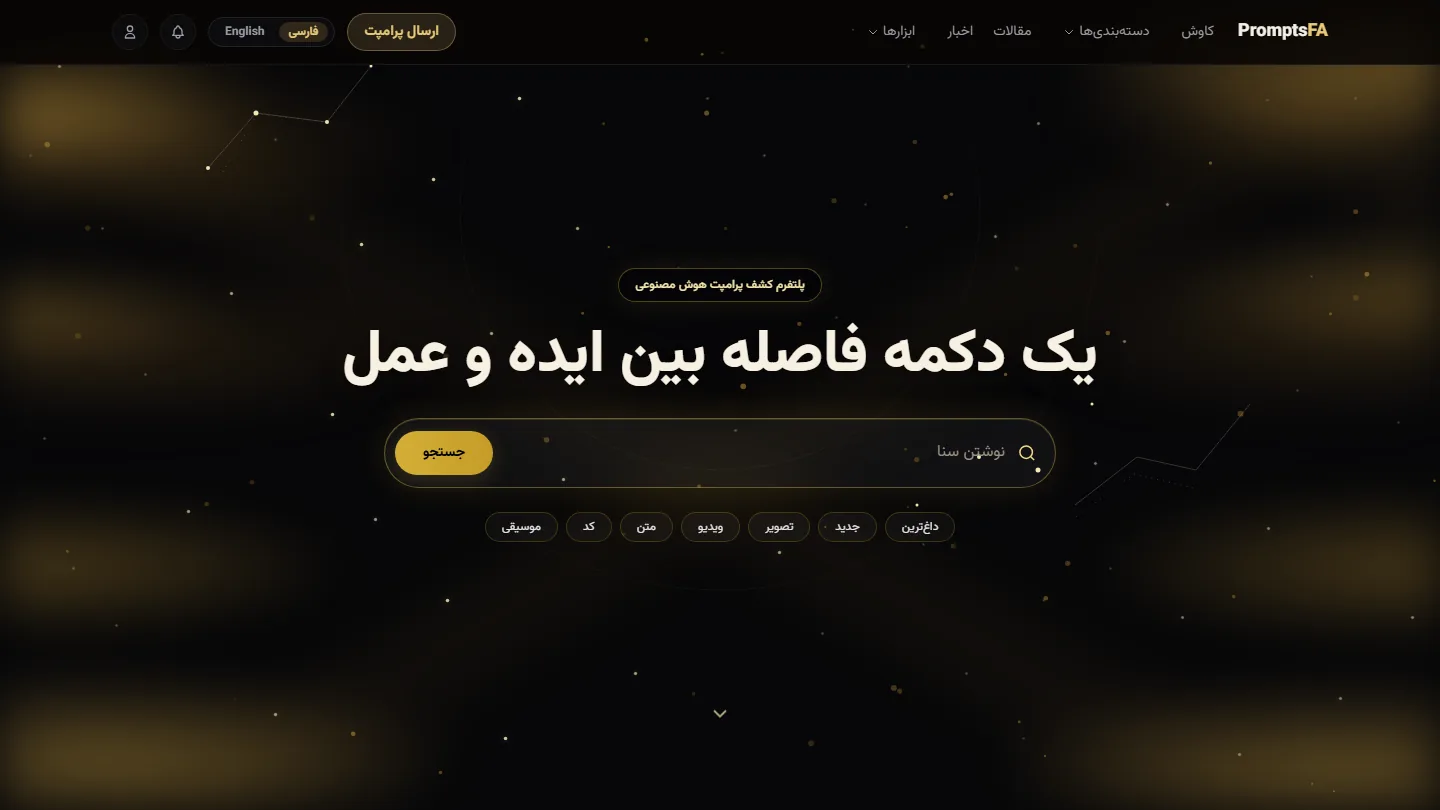 PromptsFA
کاوش
دسته‌بندی‌ها
مقالات
اخبار
ابزارها
ارسال پرامپت
فارسی
English
پلتفرم کشف پرامپت هوش مصنوعی
یک دکمه فاصله بین ایده و عمل
نوشتن سنا
جستجو
داغ‌ترین
جدید
تصویر
ویدیو
متن
کد
موسیقی